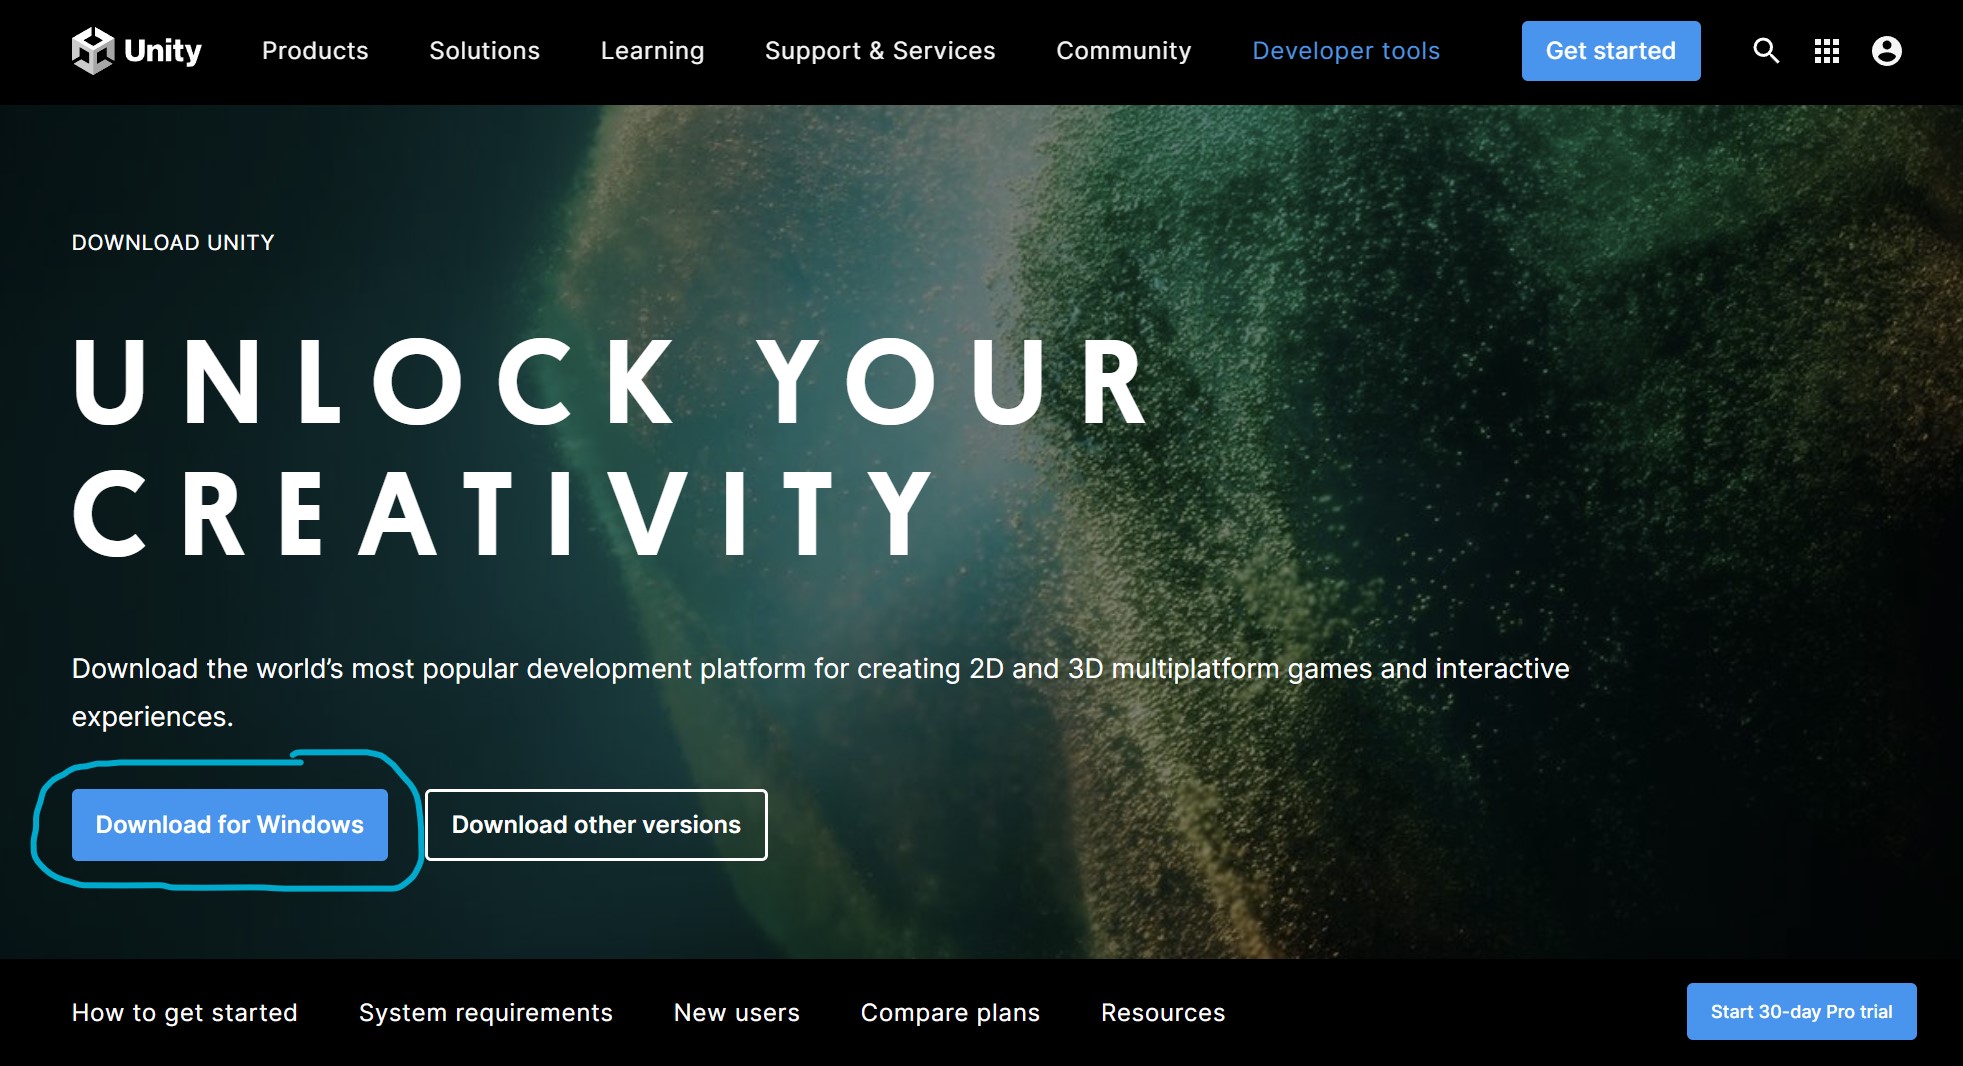 Unity Products Solutions Learning Support & Services Community Developer tools Get started
DOWNLOAD UNITY
UNLOCK YOUR
CREATIVITY
Download the world’s most popular development platform for creating 2D and 3D multiplatform games and interactive
experiences.
Download for Windows Download other versions
How to get started System requirements New users Compare plans Resources Start 30-day Pro trial